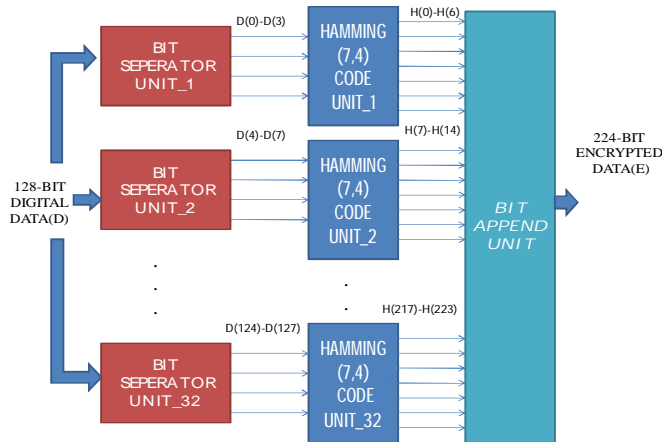 128-BIT
DIGITAL
DATA(D)
BIT
SEPERATOR
UNIT_1
D(0)-D(3)
HAMMING
(7,4)
CODE
UNIT_1
H(0)-H(6)
BIT
SEPERATOR
UNIT_2
D(4)-D(7)
HAMMING
(7,4)
CODE
UNIT_2
H(7)-H(14)
BIT
SEPERATOR
UNIT_32
D(124)-D(127)
HAMMING
(7,4)
CODE
UNIT_32
H(217)-H(223)
BIT
APPEND
UNIT
224-BIT
ENCRYPTED
DATA(E)